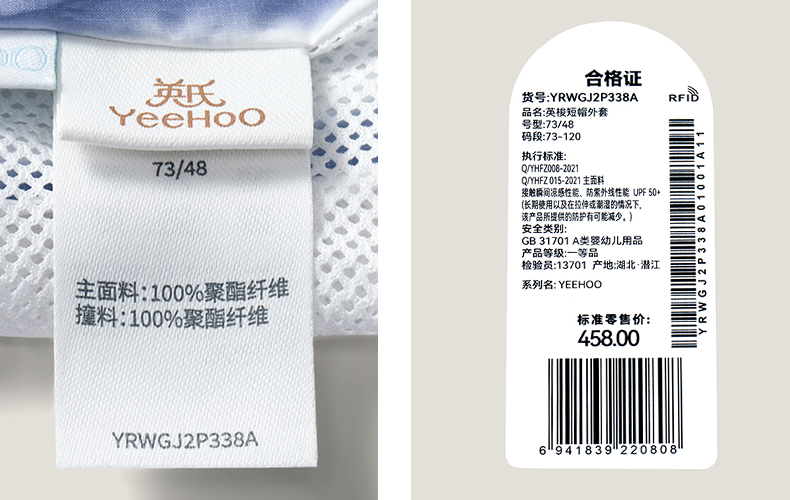 英氏
YeeHOO
73/48
主面料:100%聚酯纤维
撞料:100%聚酯纤维
YRWGJ2P338A
合格证
货号:YRWGJ2P338A
RFID
品名:英梭短帽外套
号型:73/48
码段:73-120
执行标准:
Q/YHFZ008-2021
Q/YHFZ 015-2021 主面料
接触瞬间凉感性能、防紫外线性能 UPF 50+
(长期使用以及在拉伸或潮湿的情况下,
该产品所提供的防护有可能减少。)
安全类别:
GB 31701 A类婴幼儿用品
产品等级:一等品
检验员:13701 产地:湖北·潜江
系列名: YEEHOO
YRWGJ2P338A01001A11
标准零售价:
458.00
6 941839 220808